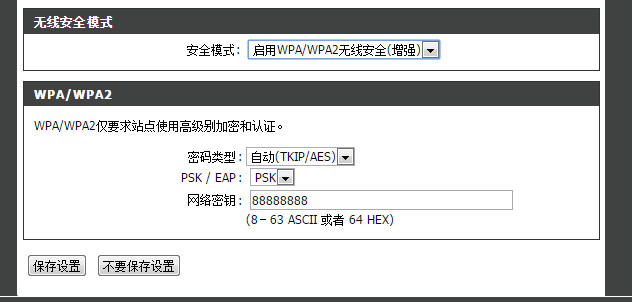 无线安全模式
安全模式： 启用WPA/WPA2无线安全(增强)
WPA/WPA2
WPA/WPA2仅要求站点使用高级别加密和认证。
密码类型： 自动(TKIP/AES)
PSK / EAP： PSK
网络密钥： 88888888
(8－63 ASCII 或者 64 HEX)
保存设置 不要保存设置